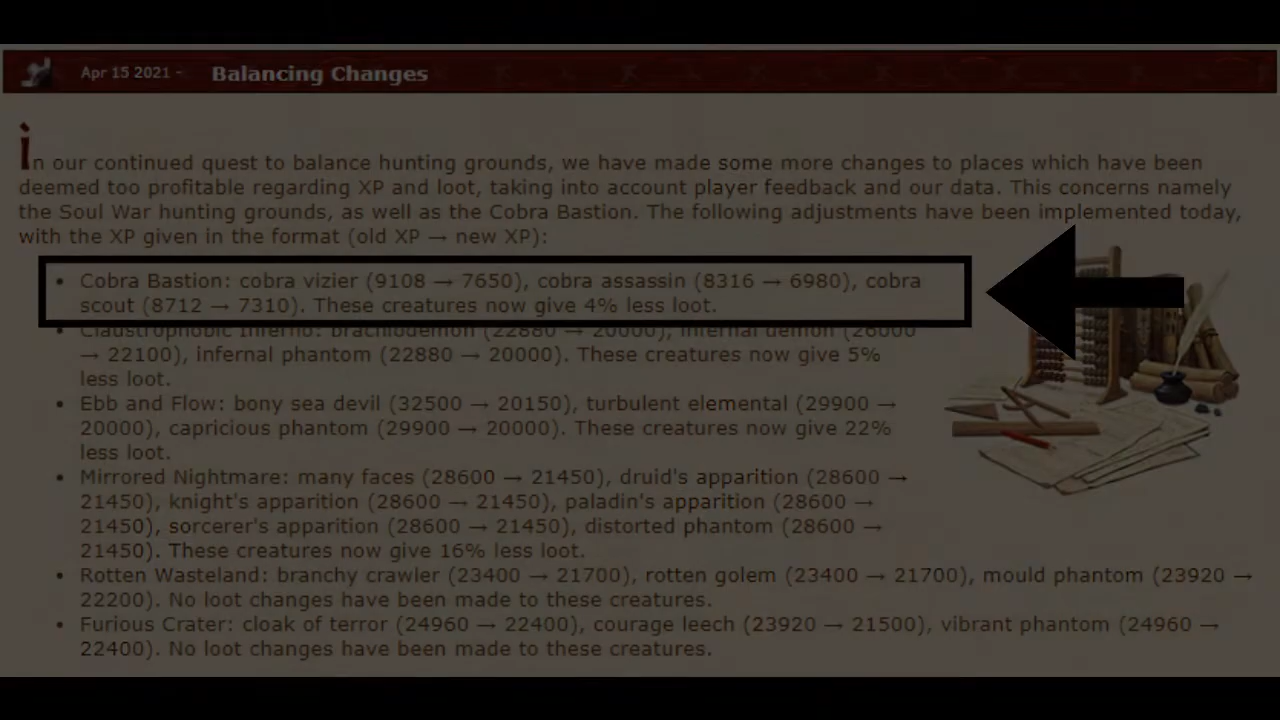 Apr 15 2021 - Balancing Changes
In our continued quest to balance hunting grounds, we have made some more changes to places which have been
deemed too profitable regarding XP and loot, taking into account player feedback and our data. This concerns namely
the Soul War hunting grounds, as well as the Cobra Bastion. The following adjustments have been implemented today,
with the XP given in the format (old XP → new XP):
• Cobra Bastion: cobra vizier (9108 → 7650), cobra assassin (8316 → 6980), cobra
scout (8712 → 7310). These creatures now give 4% less loot.
• Claustrophobic Inferno: brachiodemon (22880 → 20000), infernal demon (26000
→ 22100), infernal phantom (22880 → 20000). These creatures now give 5%
less loot.
• Ebb and Flow: bony sea devil (32500 → 20150), turbulent elemental (29900 →
20000), capricious phantom (29900 → 20000). These creatures now give 22%
less loot.
• Mirrored Nightmare: many faces (28600 → 21450), druid's apparition (28600 →
21450), knight's apparition (28600 → 21450), paladin's apparition (28600 →
21450), sorcerer's apparition (28600 → 21450), distorted phantom (28600 →
21450). These creatures now give 16% less loot.
• Rotten Wasteland: branchy crawler (23400 → 21700), rotten golem (23400 → 21700), mould phantom (23920 →
22200). No loot changes have been made to these creatures.
• Furious Crater: cloak of terror (24960 → 22400), courage leech (23920 → 21500), vibrant phantom (24960 →
22400). No loot changes have been made to these creatures.